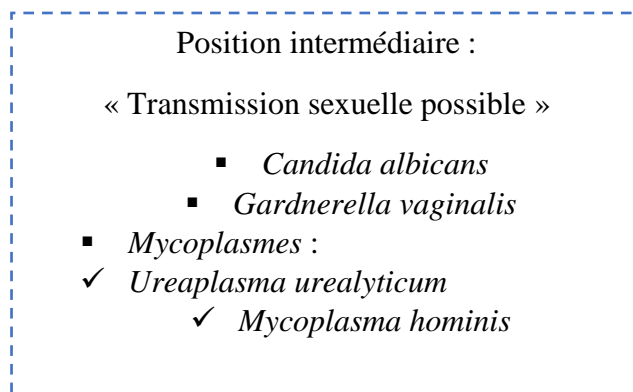 Position intermédiaire :
« Transmission sexuelle possible »
▪ Candida albicans
▪ Gardnerella vaginalis
▪ Mycoplasmes :
✓ Ureaplasma urealyticum
✓ Mycoplasma hominis